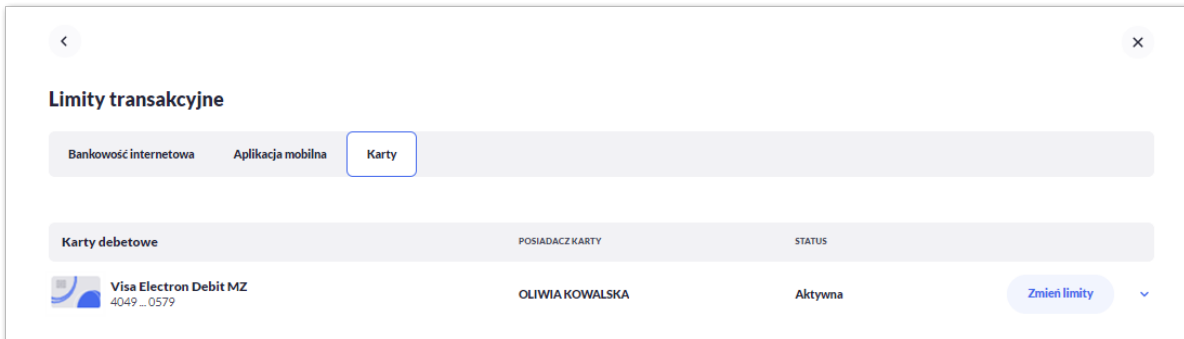 Limity transakcyjne
Bankowość internetowa Aplikacja mobilna Karty
Karty debetowe POSIADACZ KARTY STATUS
Visa Electron Debit MZ
4049 ... 0579
OLIWIA KOWALSKA Aktywna Zmień limity